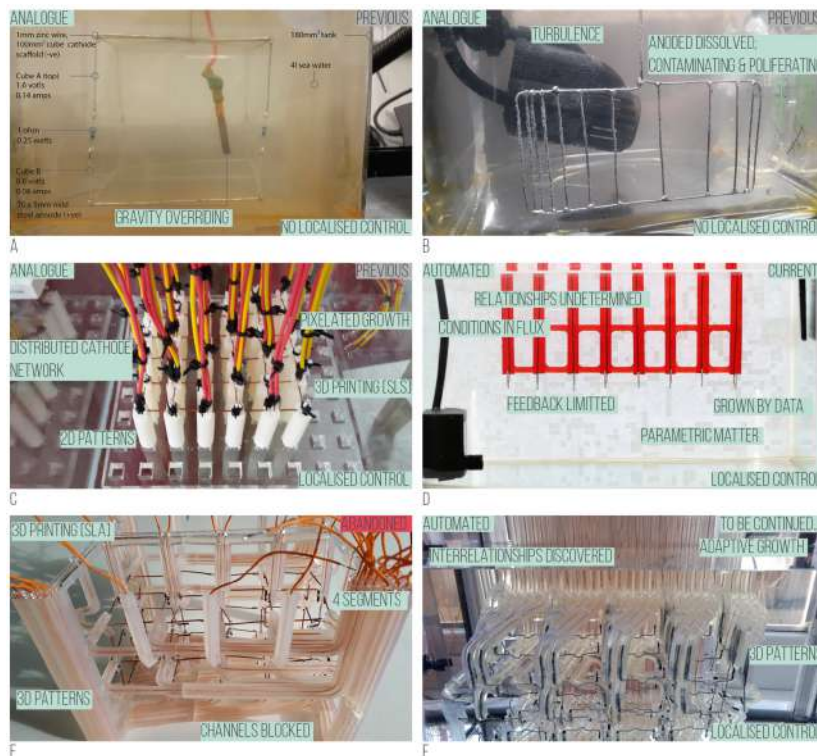 ANALOGUE
PREVIOUS
1mm zinc wire,
100mm³ cube cathode
scaffold (-ve)
180mm³ tank
Cube A (top)
1.6 volts
0.14 amps
4l sea water
1 ohm
0.25 watts
Cube B
0.16 amps
GRAVITY OVERRIDING
NO LOCALISED CONTROL
A
ANALOGUE
PREVIOUS
TURBULENCE
ANODED DISSOLVED,
CONTAMINATING & POLIFERATING
NO LOCALISED CONTROL
B
ANALOGUE
PREVIOUS
PIXELATED GROWTH
DISTRIBUTED CATHODE
NETWORK
3D PRINTING (SLS)
2D PATTERNS
LOCALISED CONTROL
C
AUTOMATED
CURRENT
RELATIONSHIPS UNDETERMINED
CONDITIONS IN FLUX
FEEDBACK LIMITTED
GROWN BY DATA
PARAMETRIC MATTER
LOCALISED CONTROL
D
3D PRINTING (SLA)
ABANDONED
4 SEGMENTS
3D PATTERNS
CHANNELS BLOCKED
E
AUTOMATED
TO BE CONTINUED.
ADAPTIVE GROWTH
INTERRELATIONSHIPS DISCOVERED
3D PATTERN
LOCALISED CONTROL